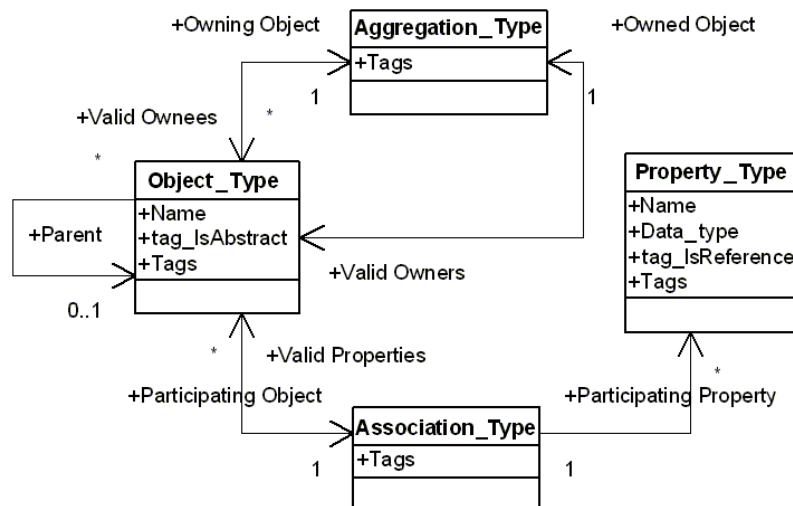 +Owning Object
Aggregation_Type
+Owned Object
+Tags
1
1
+Valid Ownees
*
*
Object_Type
Property_Type
+Name
+tag_IsAbstract
+Tags
+Parent
+Name
+Data_type
+tag_IsReference
+Tags
+Valid Owners
0..1
*
+Valid Properties
*
+Participating Object
+Participating Property
Association_Type
+Tags
1
1